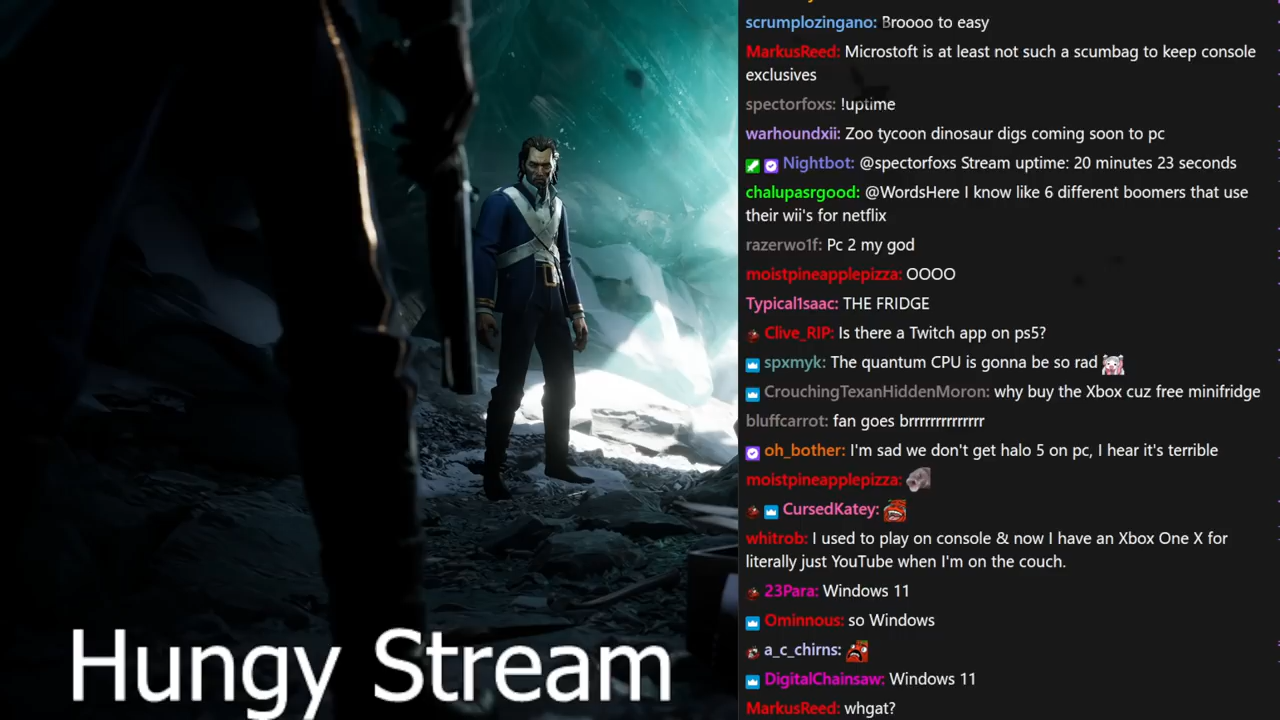 scrumplozingano: Broooo to easy
MarkusReed: Microstoft is at least not such a scumbag to keep console
exclusives
spectorfoxs: !uptime
warhoundxii: Zoo tycoon dinosaur digs coming soon to pc
Nightbot: @spectorfoxs Stream uptime: 20 minutes 23 seconds
chalupasrgood: @WordsHere I know like 6 different boomers that use
their wii's for netflix
razerwo1f: Pc 2 my god
moistpineapplepizza: OOOO
Typical1saac: THE FRIDGE
Clive_RIP: Is there a Twitch app on ps5?
spxmyk: The quantum CPU is gonna be so rad
CrouchingTexanHiddenMoron: why buy the Xbox cuz free minifridge
bluffcarrot: fan goes brrrrrrrrrrrrr
oh_bother: I'm sad we don't get halo 5 on pc, I hear it's terrible
moistpineapplepizza:
CursedKatey:
whitrob: I used to play on console & now I have an Xbox One X for
literally just YouTube when I'm on the couch.
23Para: Windows 11
Ominnous: so Windows
a_c_chirns:
DigitalChainsaw: Windows 11
MarkusReed: whgat?
Hungy Stream